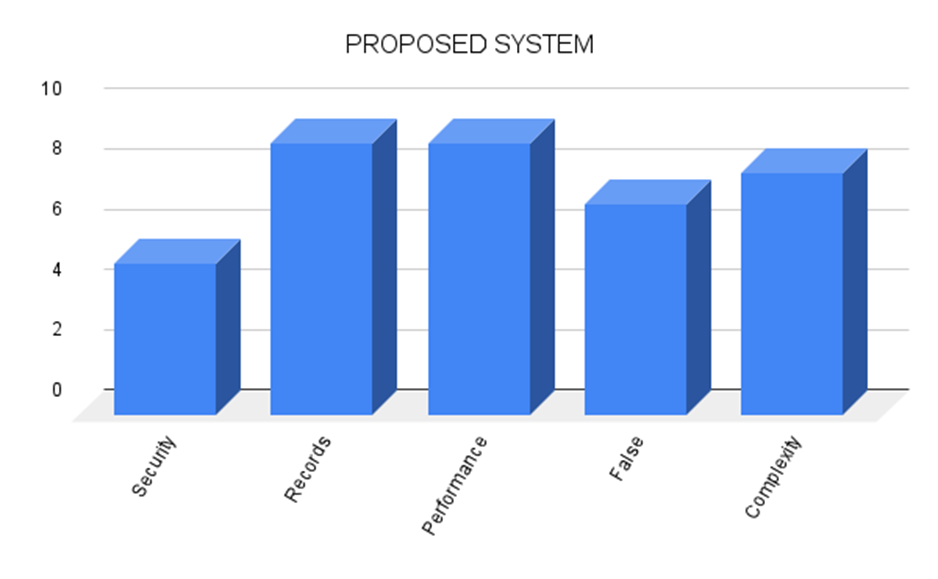 PROPOSED SYSTEM
10
8
6
4
2
0
Security
Records
Performance
False
Complexity